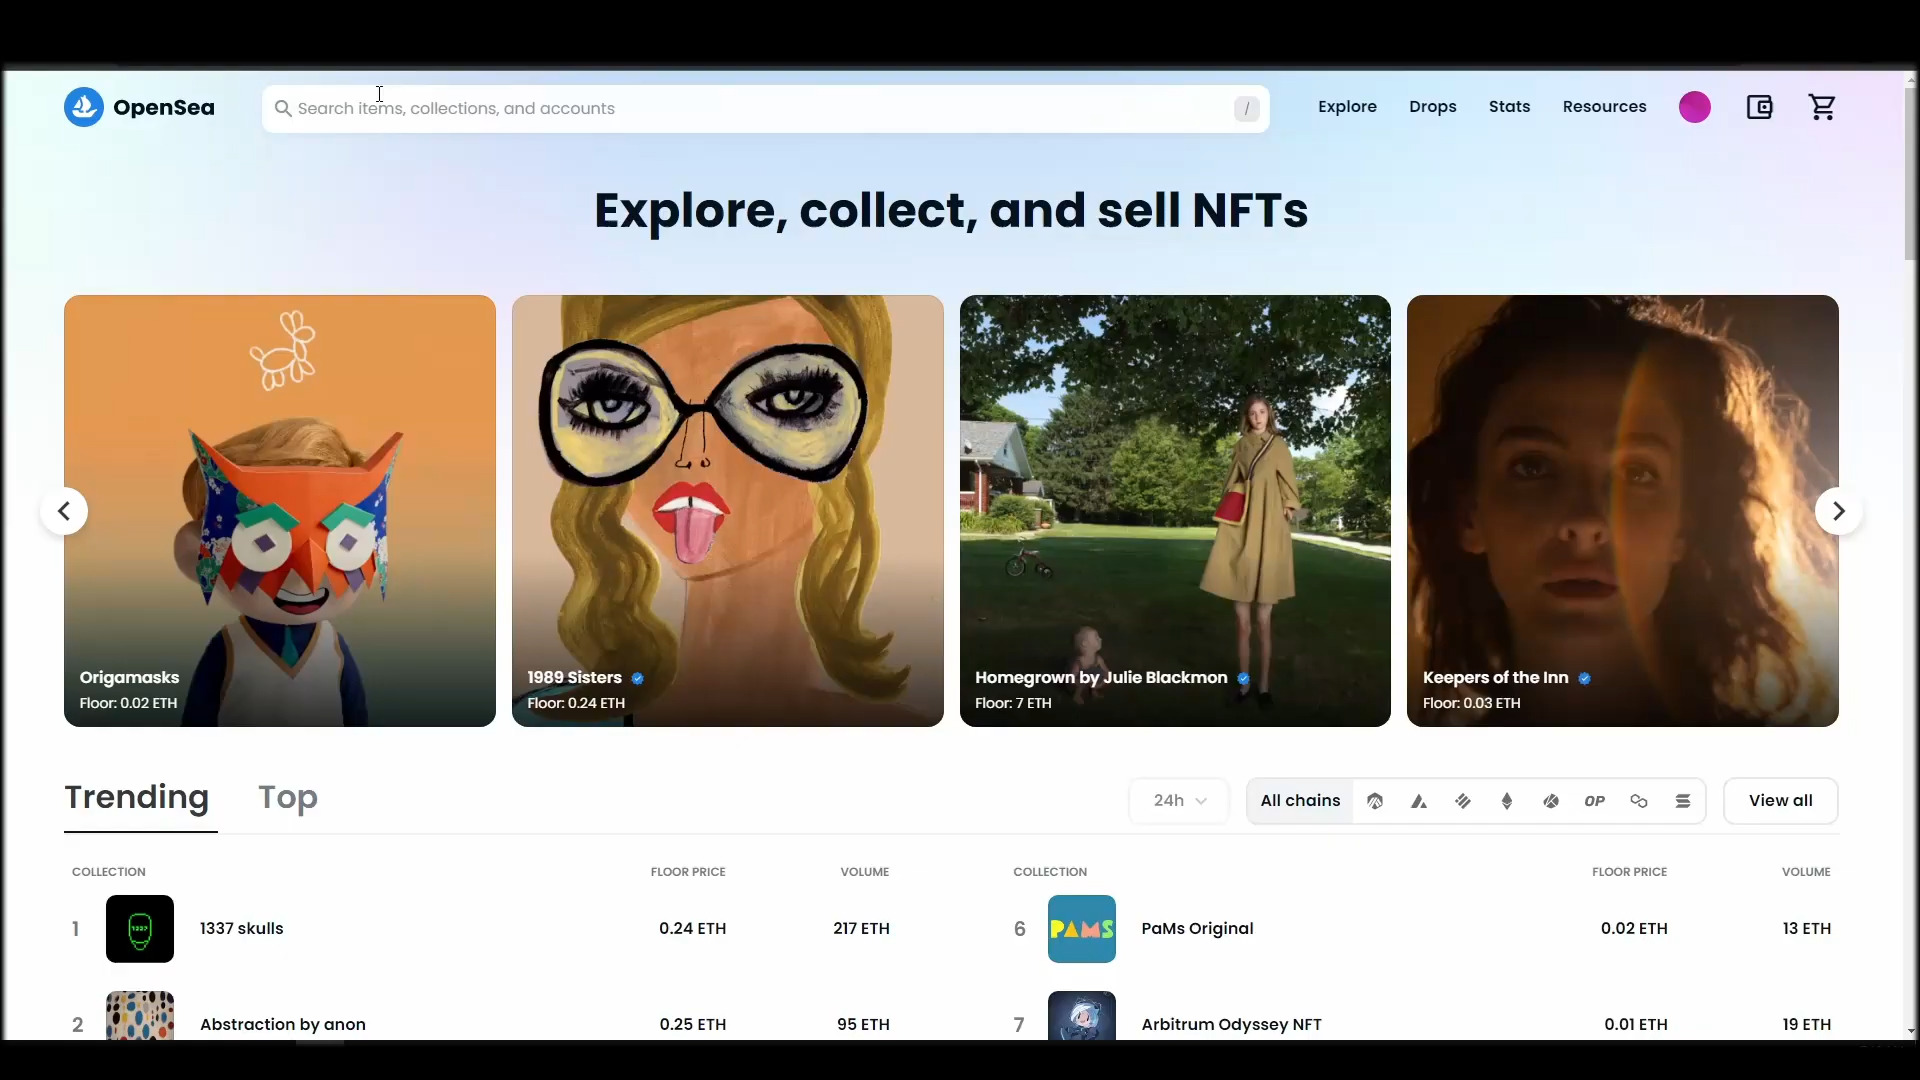 OpenSea
Search items, collections, and accounts
/
Explore
Drops
Stats
Resources
Explore, collect, and sell NFTs
Origamasks
Floor: 0.02 ETH
1989 Sisters
Floor: 0.24 ETH
Homegrown by Julie Blackmon
Floor: 7 ETH
Keepers of the Inn
Floor: 0.03 ETH
Trending
Top
24h
All chains
OP
View all
COLLECTION FLOOR PRICE VOLUME
1 1337 1337 skulls 0.24 ETH 217 ETH
2 Abstraction by anon 0.25 ETH 95 ETH
COLLECTION FLOOR PRICE VOLUME
6 PAMS PaMs Original 0.02 ETH 13 ETH
7 Arbitrum Odyssey NFT 0.01 ETH 19 ETH